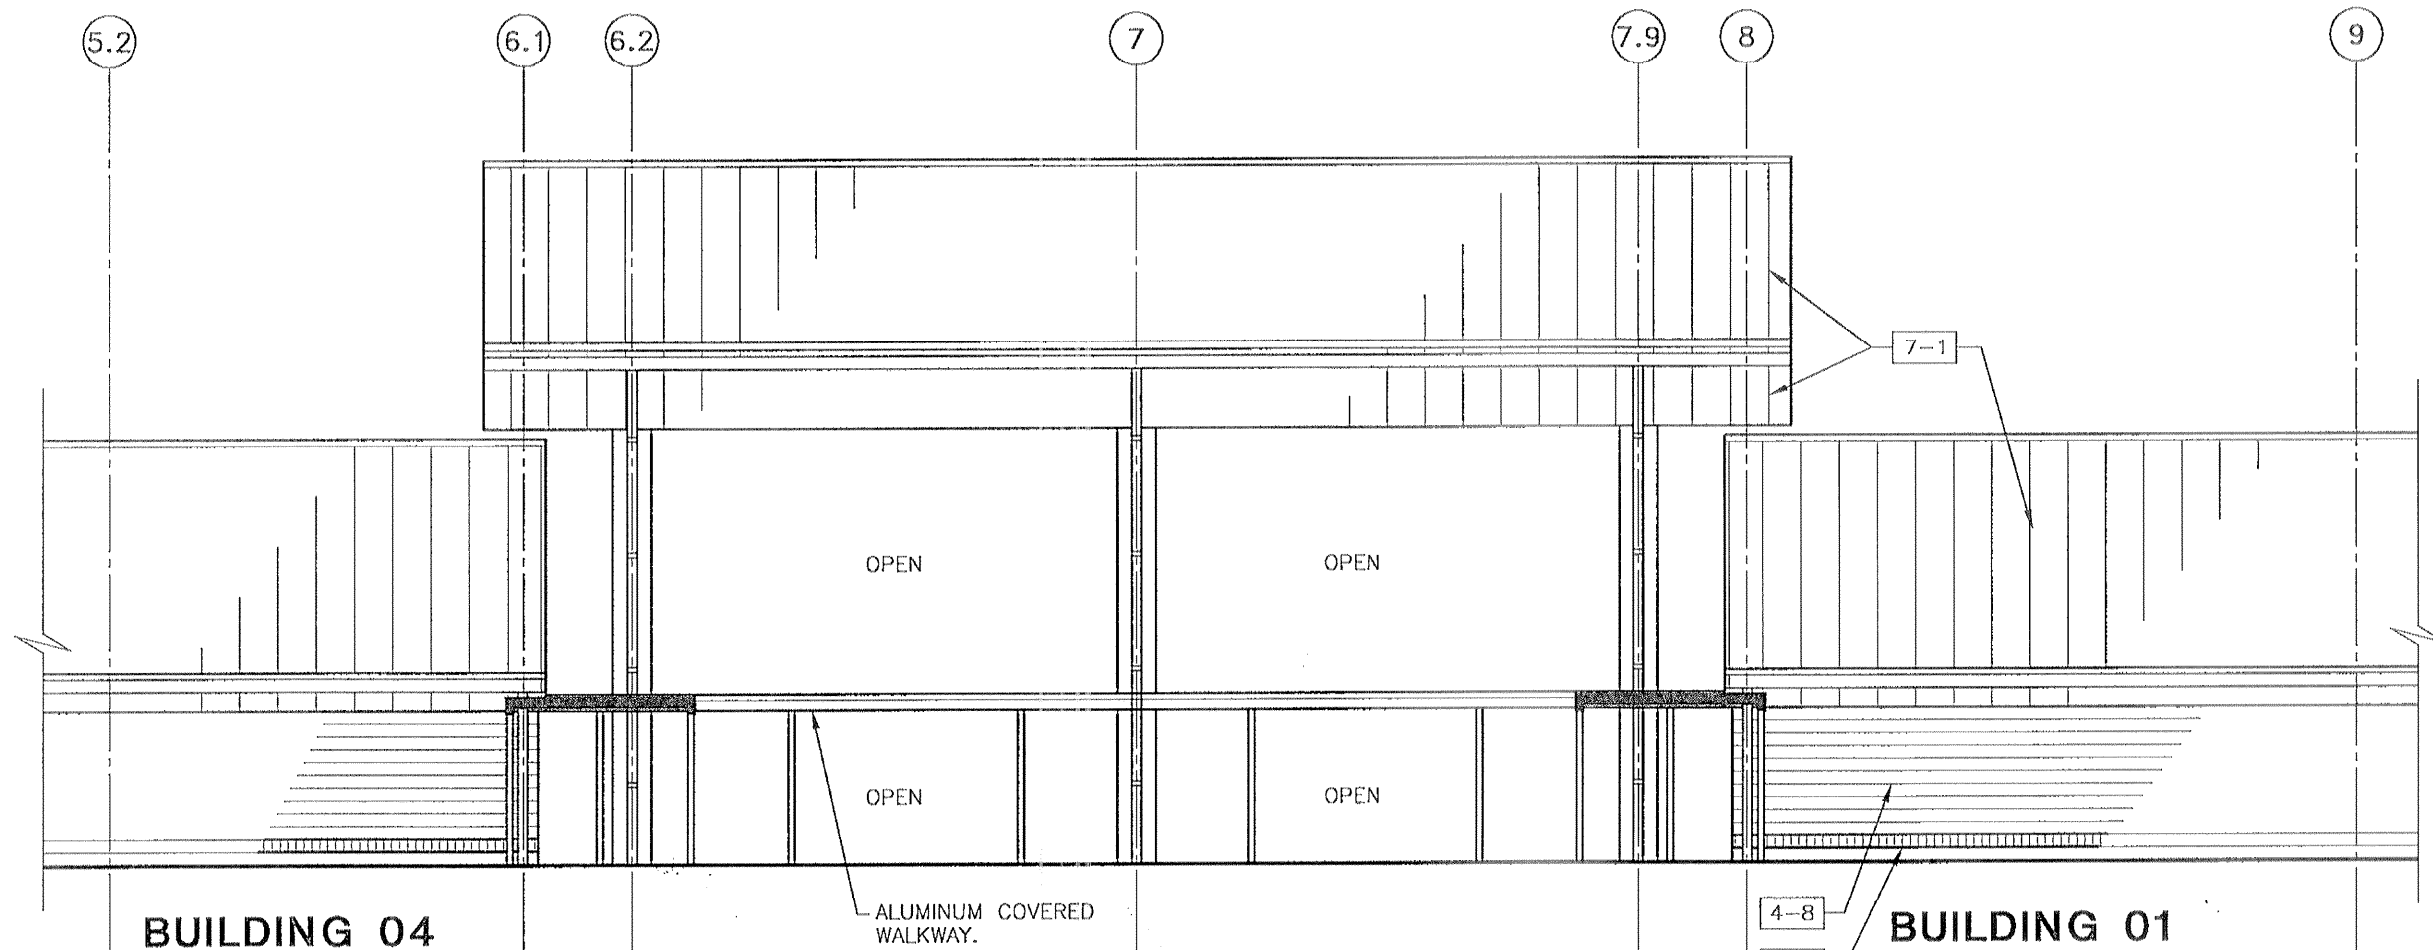 5.2 6.1 6.2 7 7.9 8 9
7-1
OPEN OPEN
OPEN OPEN
ALUMINUM COVERED
WALKWAY.
4-8
BUILDING 04
BUILDING 01